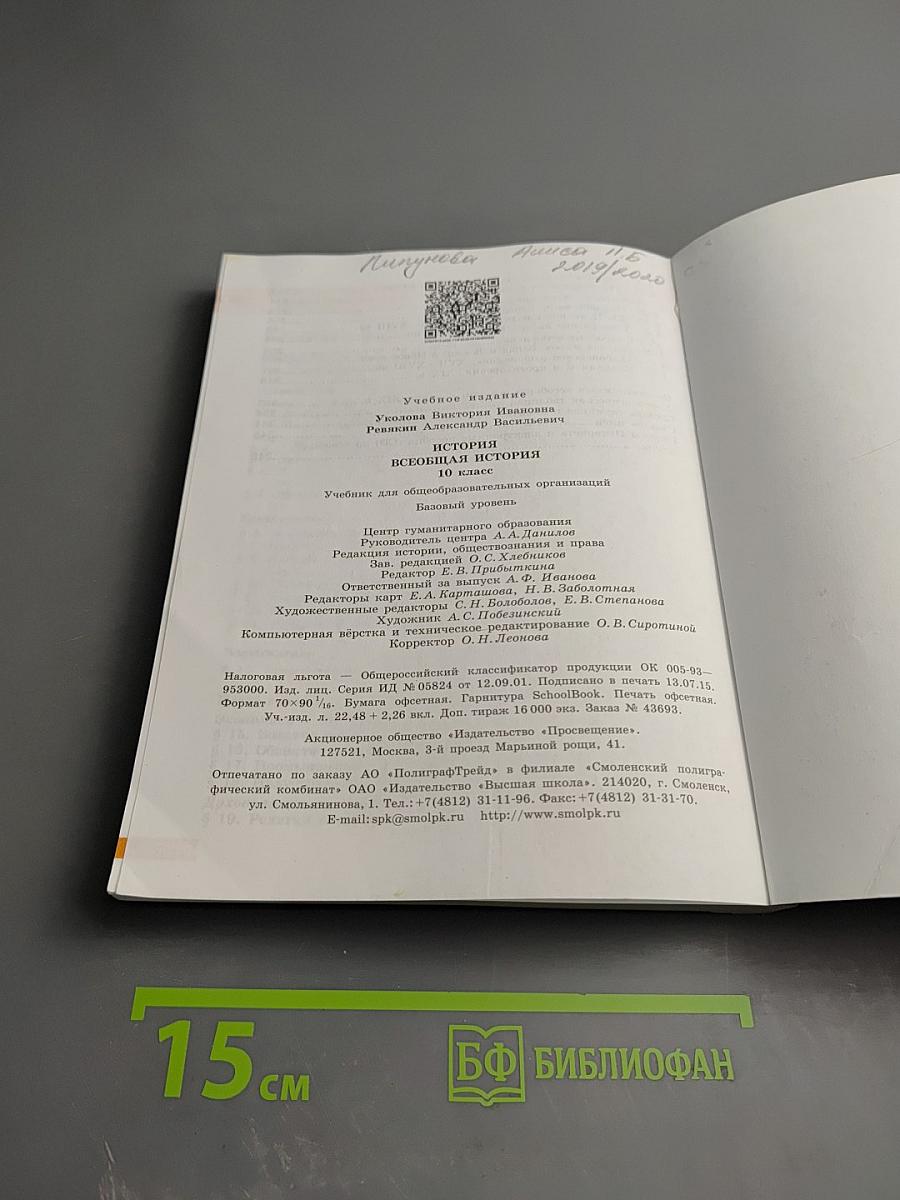 Липунова Алиса 11.Б
2019/2020
Учебное издание
Уколова Виктория Ивановна
Ревякин Александр Васильевич
ИСТОРИЯ
ВСЕОБЩАЯ ИСТОРИЯ
10 класс
Учебник для общеобразовательных организаций
Базовый уровень
Центр гуманитарного образования
Руководитель центра А. А. Данилов
Редакция истории, обществознания и права
Зав. редакцией О. С. Хлебников
Редактор Е. В. Прибыткина
Ответственный за выпуск А. Ф. Иванова
Редакторы карт Е. А. Карташова, Н. В. Заболотная
Художественные редакторы С. Н. Болоболов, Е. В. Степанова
Художник А. С. Побезинский
Компьютерная вёрстка и техническое редактирование О. В. Сиротиной
Корректор О. Н. Леонова
Налоговая льгота — Общероссийский классификатор продукции ОК 005-93—
953000. Изд. лиц. Серия ИД № 05824 от 12.09.01. Подписано в печать 13.07.15.
Формат 70×90 1/16. Бумага офсетная. Гарнитура SchoolBook. Печать офсетная.
Уч.-изд. л. 22,48 + 2,26 вкл. Доп. тираж 16 000 экз. Заказ № 43693.
Акционерное общество «Издательство «Просвещение».
127521, Москва, 3-й проезд Марьиной рощи, 41.
Отпечатано по заказу АО «ПолиграфТрейд» в филиале «Смоленский полигра-
фический комбинат» ОАО «Издательство «Высшая школа». 214020, г. Смоленск,
ул. Смольянинова, 1. Тел.: +7(4812) 31-11-96. Факс: +7(4812) 31-31-70.
E-mail: spk@smolpk.ru http://www.smolpk.ru
15 см
БФ БИБЛИОФАН